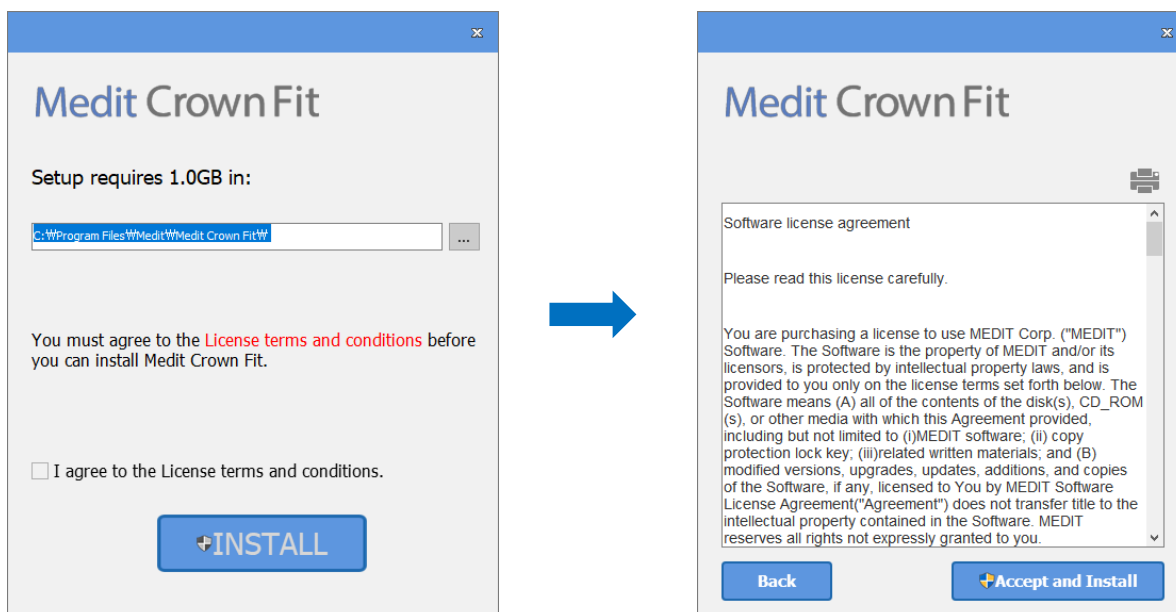 Medit Crown Fit
Setup requires 1.0GB in:
C:₩Program Files₩Medit₩Medit Crown Fit₩
...
You must agree to the License terms and conditions before
you can install Medit Crown Fit.
I agree to the License terms and conditions.
INSTALL
Medit Crown Fit
Software license agreement
Please read this license carefully.
You are purchasing a license to use MEDIT Corp. ("MEDIT")
Software. The Software is the property of MEDIT and/or its
licensors, is protected by intellectual property laws, and is
provided to you only on the license terms set forth below. The
Software means (A) all of the contents of the disk(s), CD_ROM
(s), or other media with which this Agreement provided,
including but not limited to (i)MEDIT software; (ii) copy
protection lock key; (iii)related written materials; and (B)
modified versions, upgrades, updates, additions, and copies
of the Software, if any, licensed to You by MEDIT Software
License Agreement("Agreement") does not transfer title to the
intellectual property contained in the Software. MEDIT
reserves all rights not expressly granted to you.
Back
Accept and Install